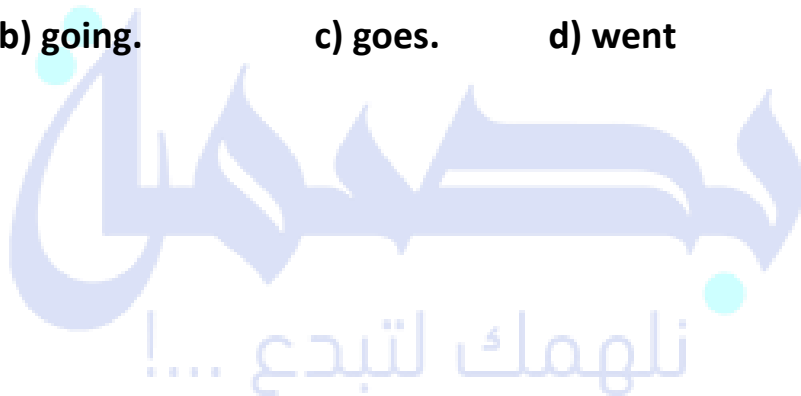 b) going. c) goes. d) went
بصمة
نلهمك لتبدع ...!